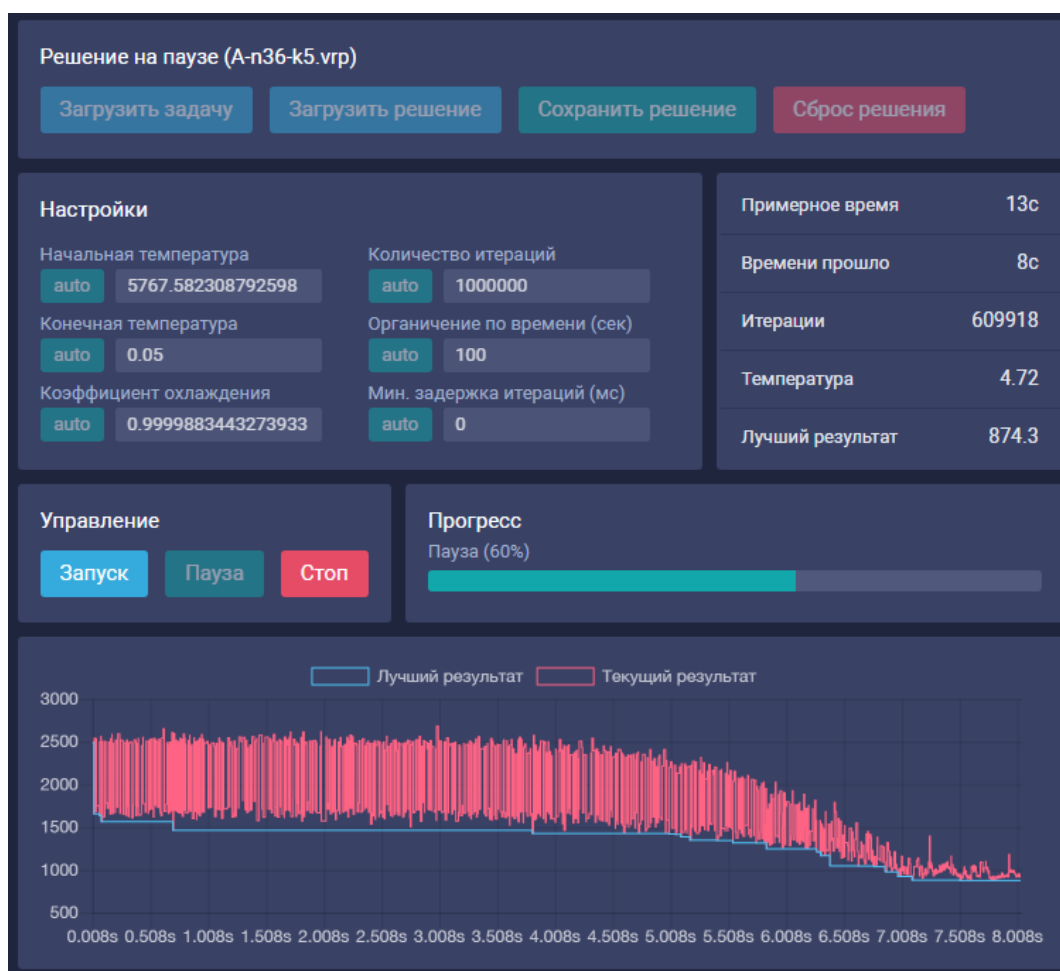 Решение на паузе (A-n36-k5.vrp)
Загрузить задачу
Загрузить решение
Сохранить решение
Сброс решения
Настройки
Начальная температура
auto
5767.582308792598
Количество итераций
auto
1000000
Конечная температура
auto
0.05
Органичение по времени (сек)
auto
100
Коэффициент охлаждения
auto
0.9999883443273933
Мин. задержка итераций (мс)
auto
0
Примерное время 13с
Времени прошло 8с
Итерации 609918
Температура 4.72
Лучший результат 874.3
Управление
Запуск
Пауза
Стоп
Прогресс
Пауза (60%)
Лучший результат
Текущий результат
3000
2500
2000
1500
1000
500
0.008s 0.508s 1.008s 1.508s 2.008s 2.508s 3.008s 3.508s 4.008s 4.508s 5.008s 5.508s 6.008s 6.508s 7.008s 7.508s 8.008s